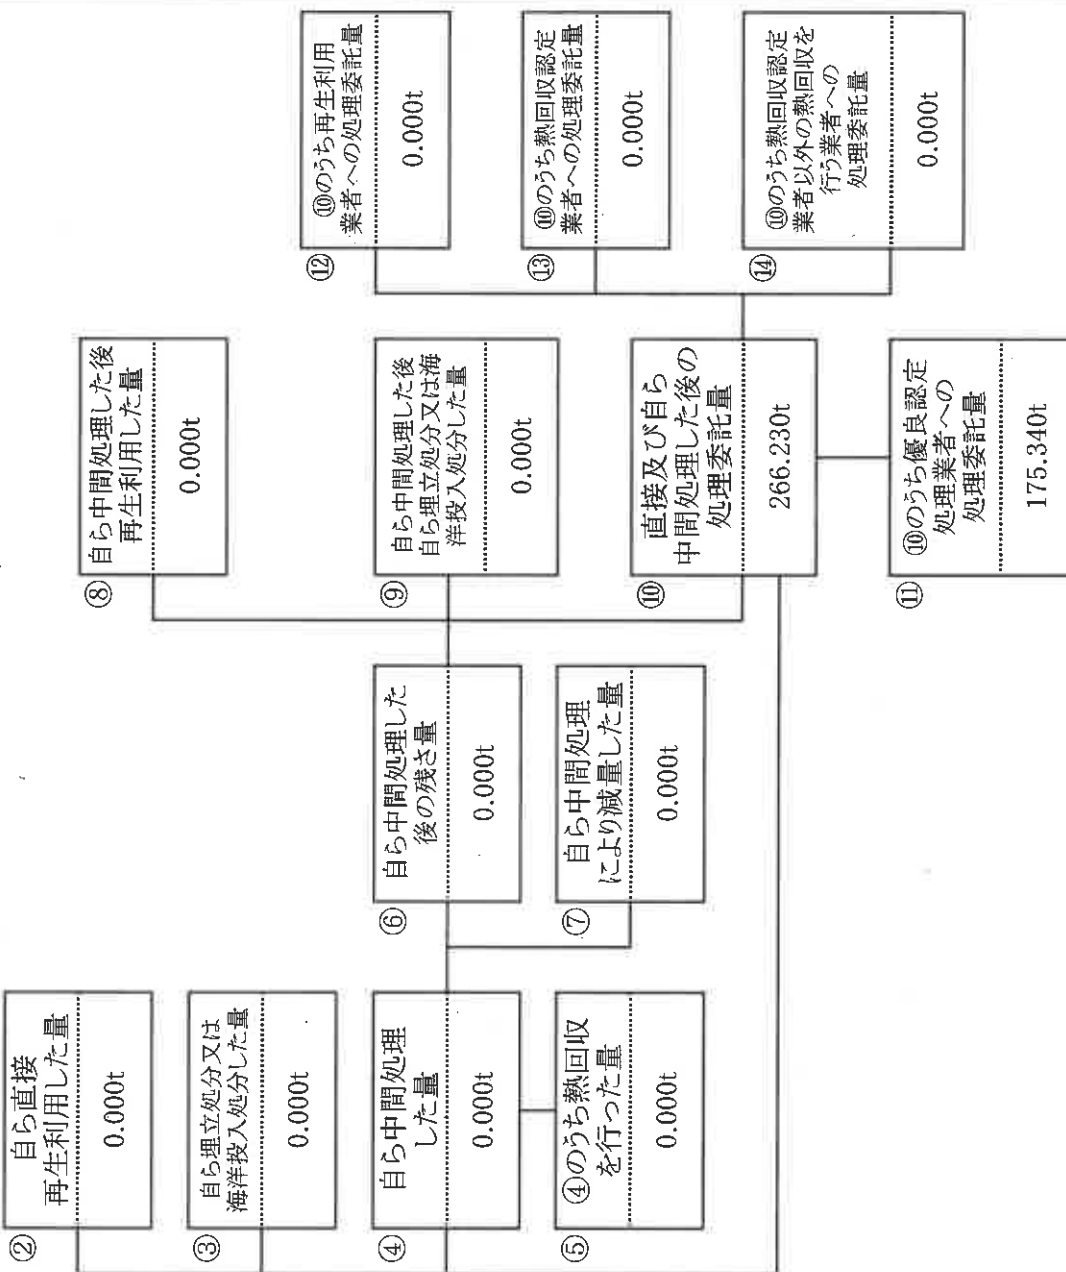 ②
自ら直接
再生利用した量
0.000t
③
自ら埋立処分又は
海洋投入処分した量
0.000t
④
自ら中間処理
した量
0.000t
⑤
④のうち熱回収
を行った量
0.000t
⑥
自ら中間処理した
後の残さ量
0.000t
⑦
自ら中間処理
により減量した量
0.000t
⑧
自ら中間処理した後
再生利用した量
0.000t
⑨
自ら中間処理した後
自ら埋立処分又は海
洋投入処分した量
0.000t
⑩
直接及び自ら
中間処理した後の
処理委託量
266.230t
⑪
⑩のうち優良認定
処理業者への
処理委託量
175.340t
⑫
⑩のうち再生利用
業者への処理委託量
0.000t
⑬
⑩のうち熱回収認定
業者への処理委託量
0.000t
⑭
⑩のうち熱回収認定
業者以外の熱回収を
行う業者への
処理委託量
0.000t